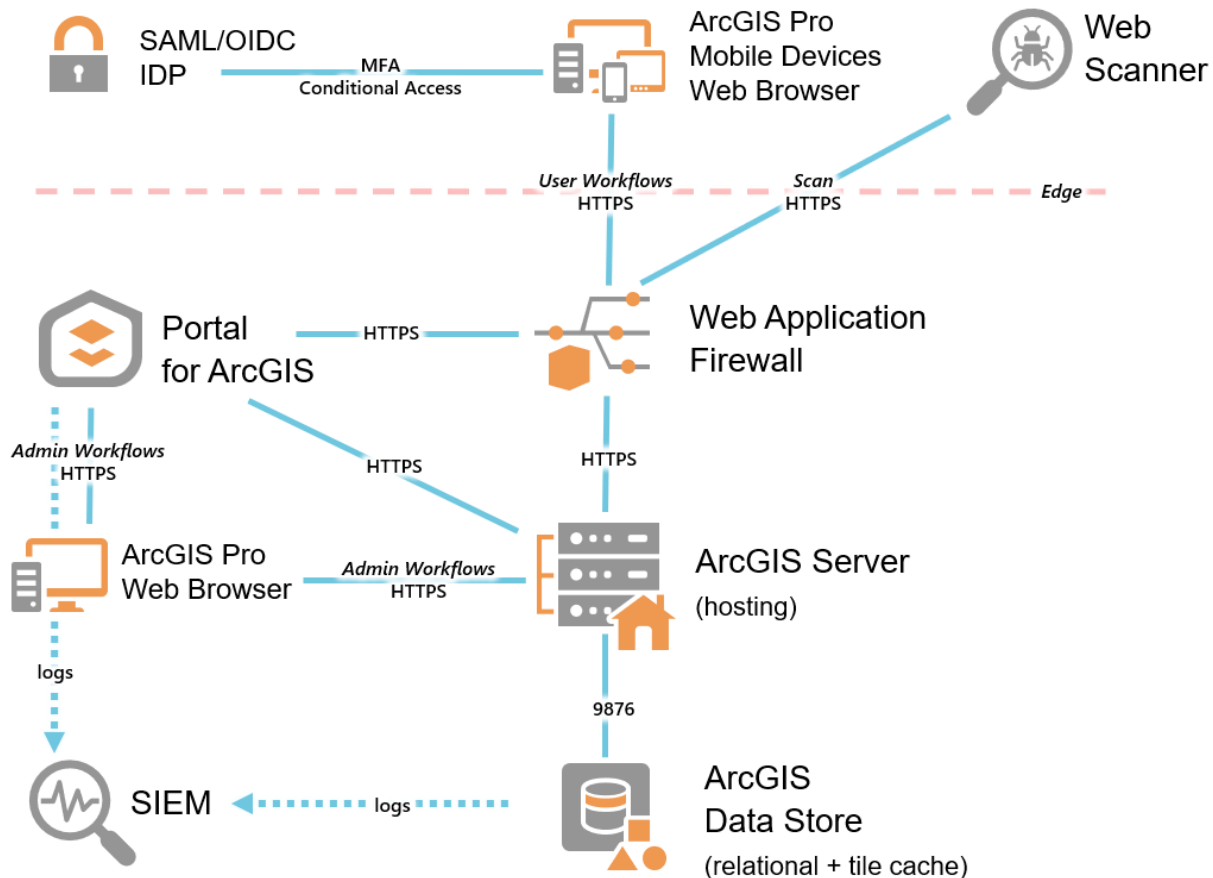 SAML/OIDC
IDP
MFA
Conditional Access
ArcGIS Pro
Mobile Devices
Web Browser
Web
Scanner
User Workflows
HTTPS
Scan
HTTPS
Edge
Portal
for ArcGIS
HTTPS
Web Application
Firewall
Admin Workflows
HTTPS
HTTPS
HTTPS
ArcGIS Pro
Web Browser
Admin Workflows
HTTPS
ArcGIS Server
(hosting)
logs
9876
SIEM
logs
ArcGIS
Data Store
(relational + tile cache)